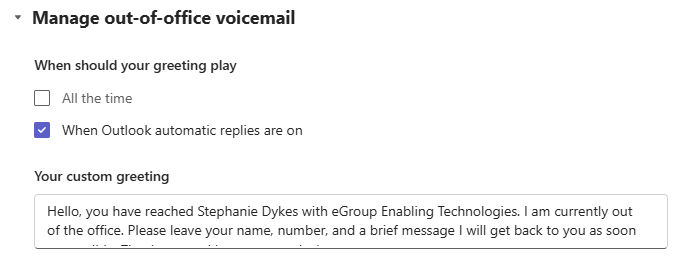 Manage out-of-office voicemail
When should your greeting play
All the time
When Outlook automatic replies are on
Your custom greeting
Hello, you have reached Stephanie Dykes with eGroup Enabling Technologies. I am currently out
of the office. Please leave your name, number, and a brief message I will get back to you as soon